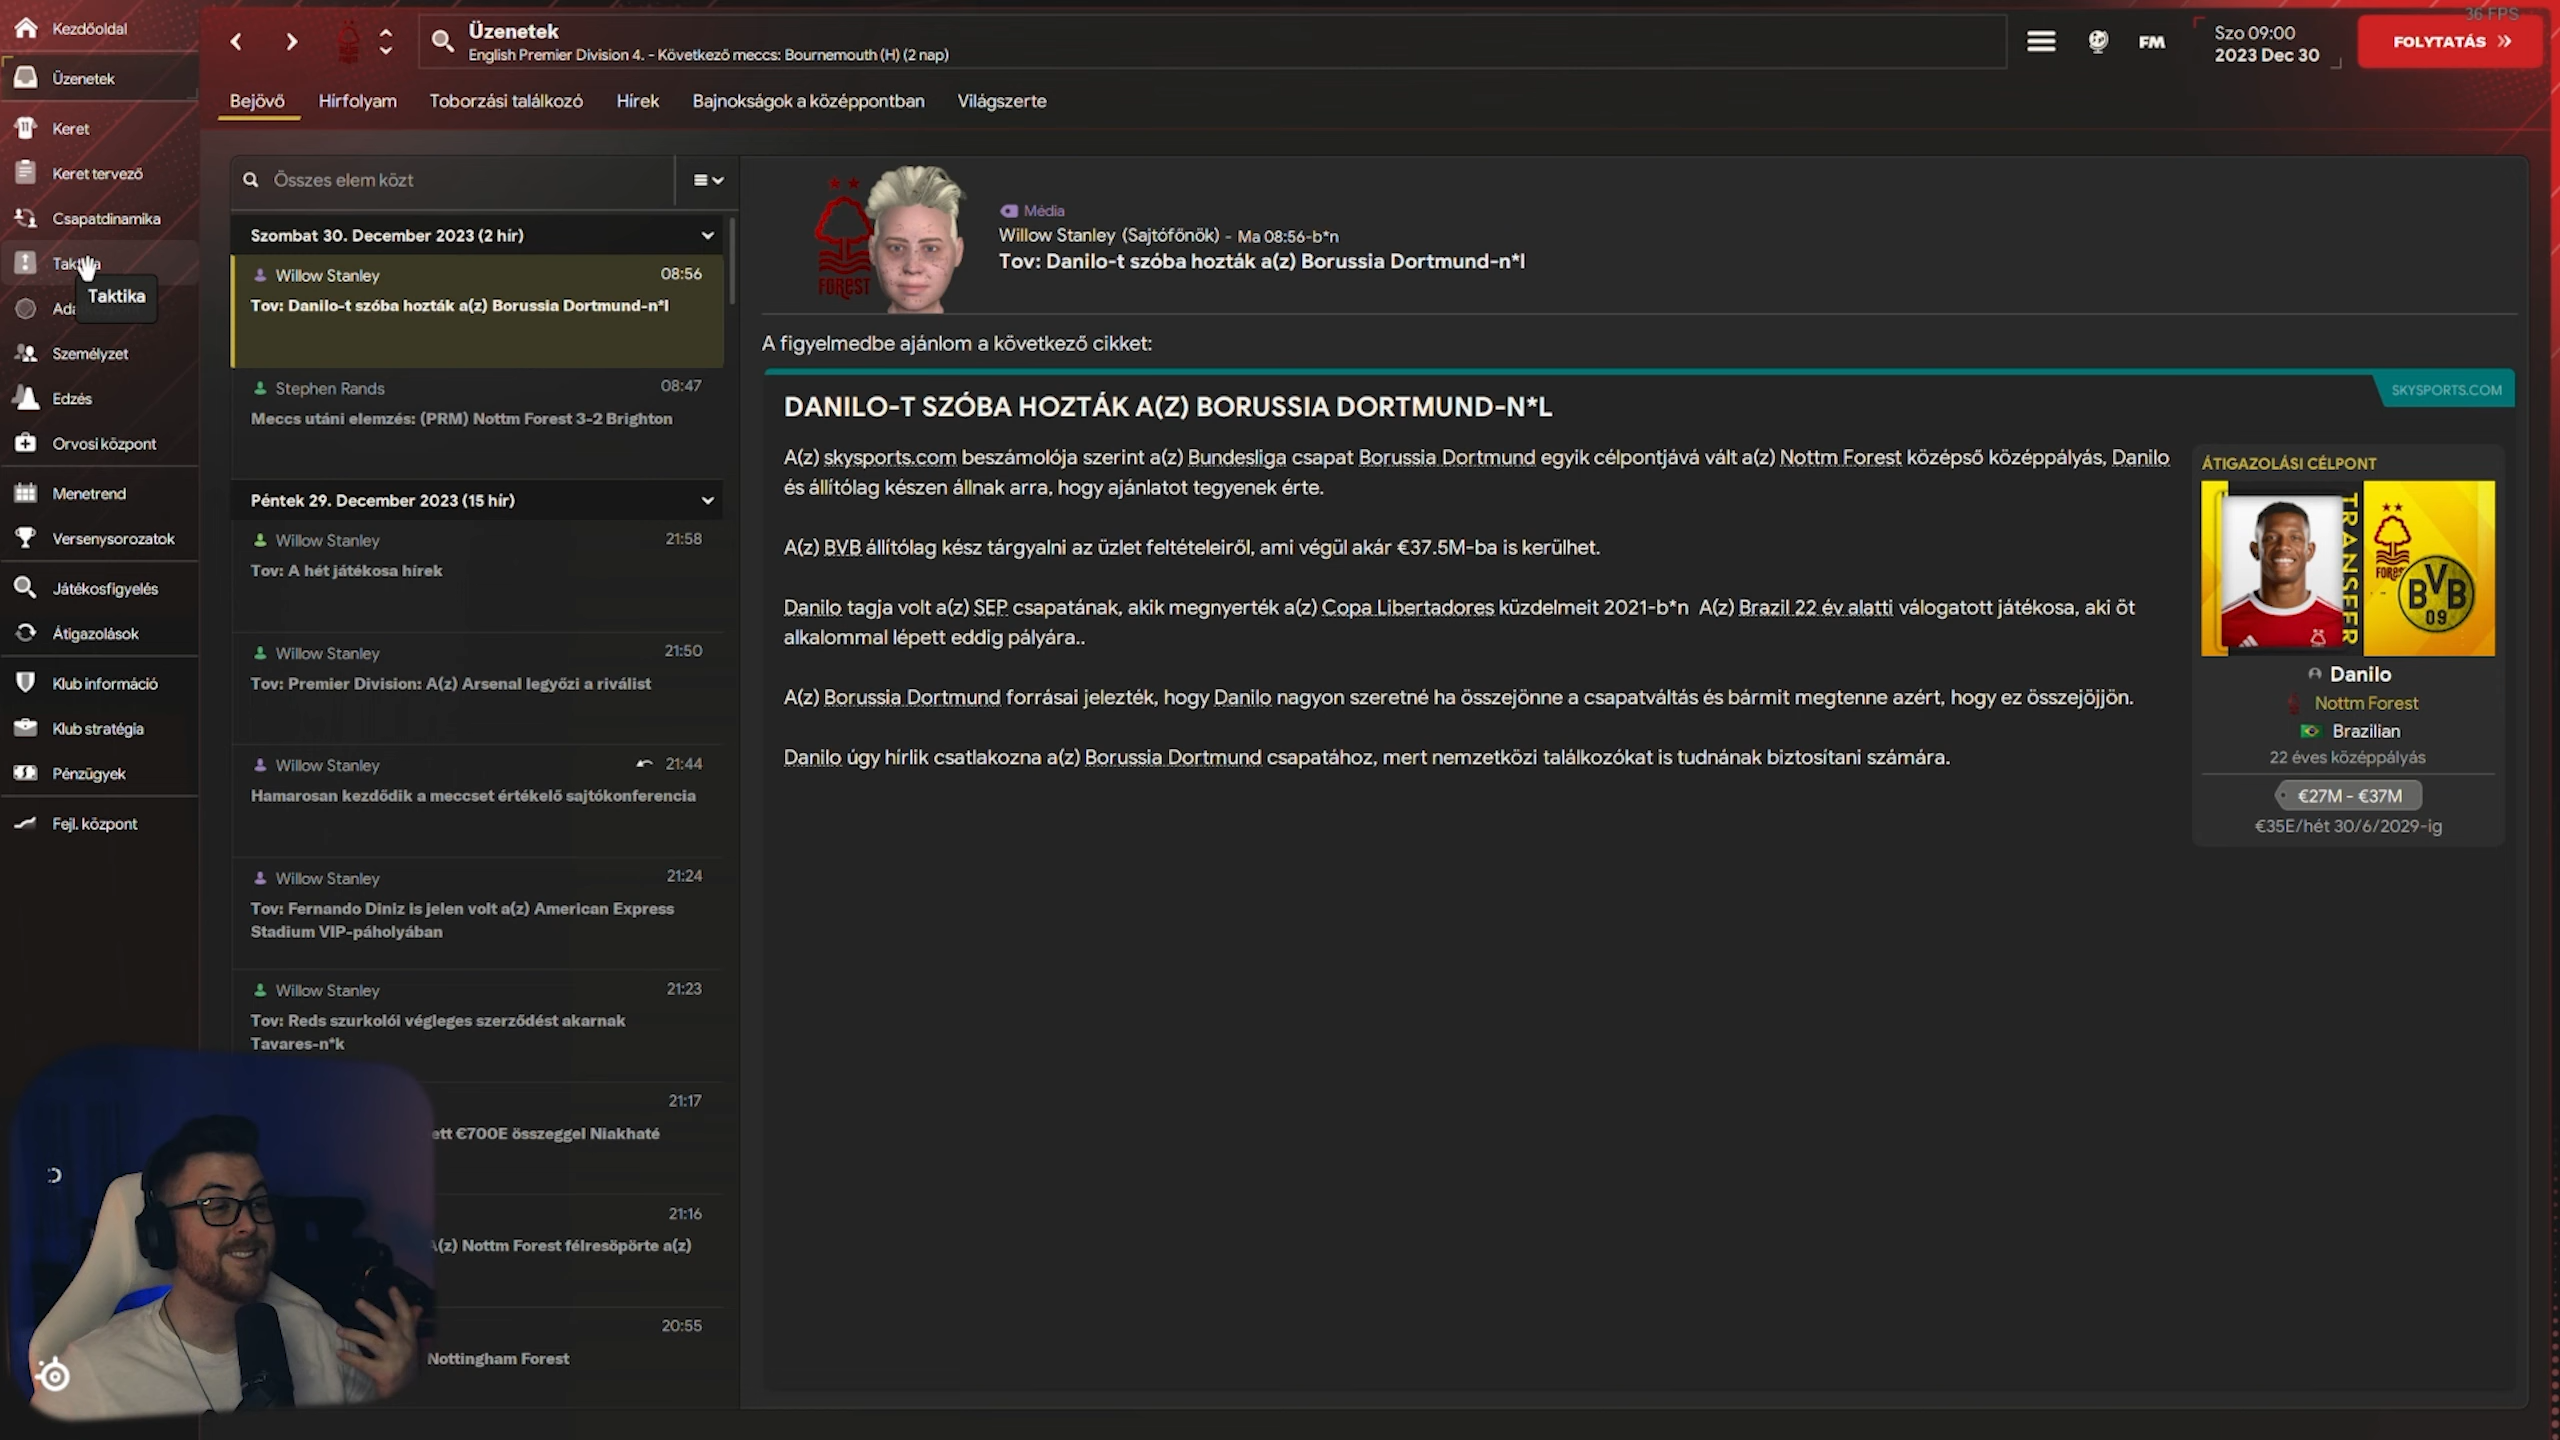 36 FPS
Kezdőoldal
Üzenetek
Keret
Keret tervező
Csapatdinamika
Taktika
Személyzet
Edzés
Orvosi központ
Menetrend
Versenysorozatok
Játékosfigyelés
Átigazolások
Klub információ
Klub stratégia
Pénzügyek
Fejl. központ
Üzenetek
English Premier Division 4. - Következő meccs: Bournemouth (H) (2 nap)
FM
Szo 09:00
2023 Dec 30
FOLYTATÁS
Bejövő
Hírfolyam
Toborzási találkozó
Hírek
Bajnokságok a középpontban
Világszerte
Összes elem közt
Szombat 30. December 2023 (2 hír)
Willow Stanley
08:56
Tov: Danilo-t szóba hozták a(z) Borussia Dortmund-n*l
Stephen Rands
08:47
Meccs utáni elemzés: (PRM) Nottm Forest 3-2 Brighton
Péntek 29. December 2023 (15 hír)
Willow Stanley
21:58
Tov: A hét játékosa hírek
Willow Stanley
21:50
Tov: Premier Division: A(z) Arsenal legyőzi a riválist
Willow Stanley
21:44
Hamarosan kezdődik a meccset értékelő sajtókonferencia
Willow Stanley
21:24
Tov: Fernando Diniz is jelen volt a(z) American Express
Stadium VIP-páholyában
Willow Stanley
21:23
Tov: Reds szurkolói végleges szerződést akarnak
Tavares-n*k
21:17
ett €700E összeggel Niakhaté
21:16
A(z) Nottm Forest félresöpörte a(z)
20:55
Nottingham Forest
FOREST
Média
Willow Stanley (Sajtófőnök) - Ma 08:56-b*n
Tov: Danilo-t szóba hozták a(z) Borussia Dortmund-n*l
A figyelmedbe ajánlom a következő cikket:
SKYSPORTS.COM
DANILO-T SZÓBA HOZTÁK A(Z) BORUSSIA DORTMUND-N*L
A(z) skysports.com beszámolója szerint a(z) Bundesliga csapat Borussia Dortmund egyik célpontjává vált a(z) Nottm Forest középső középpályás, Danilo
és állítólag készen állnak arra, hogy ajánlatot tegyenek érte.
A(z) BVB állítólag kész tárgyalni az üzlet feltételeiről, ami végül akár €37.5M-ba is kerülhet.
Danilo tagja volt a(z) SEP csapatának, akik megnyerték a(z) Copa Libertadores küzdelmeit 2021-b*n A(z) Brazil 22 év alatti válogatott játékosa, aki öt
alkalommal lépett eddig pályára..
A(z) Borussia Dortmund forrásai jelezték, hogy Danilo nagyon szeretné ha összejönne a csapatváltás és bármit megtenne azért, hogy ez összejöjjön.
Danilo úgy hírlik csatlakozna a(z) Borussia Dortmund csapatához, mert nemzetközi találkozókat is tudnának biztosítani számára.
ÁTIGAZOLÁSI CÉLPONT
TRANSFER
FOREST
BVB
09
Danilo
Nottm Forest
Brazilian
22 éves középpályás
€27M - €37M
€35E/hét 30/6/2029-ig